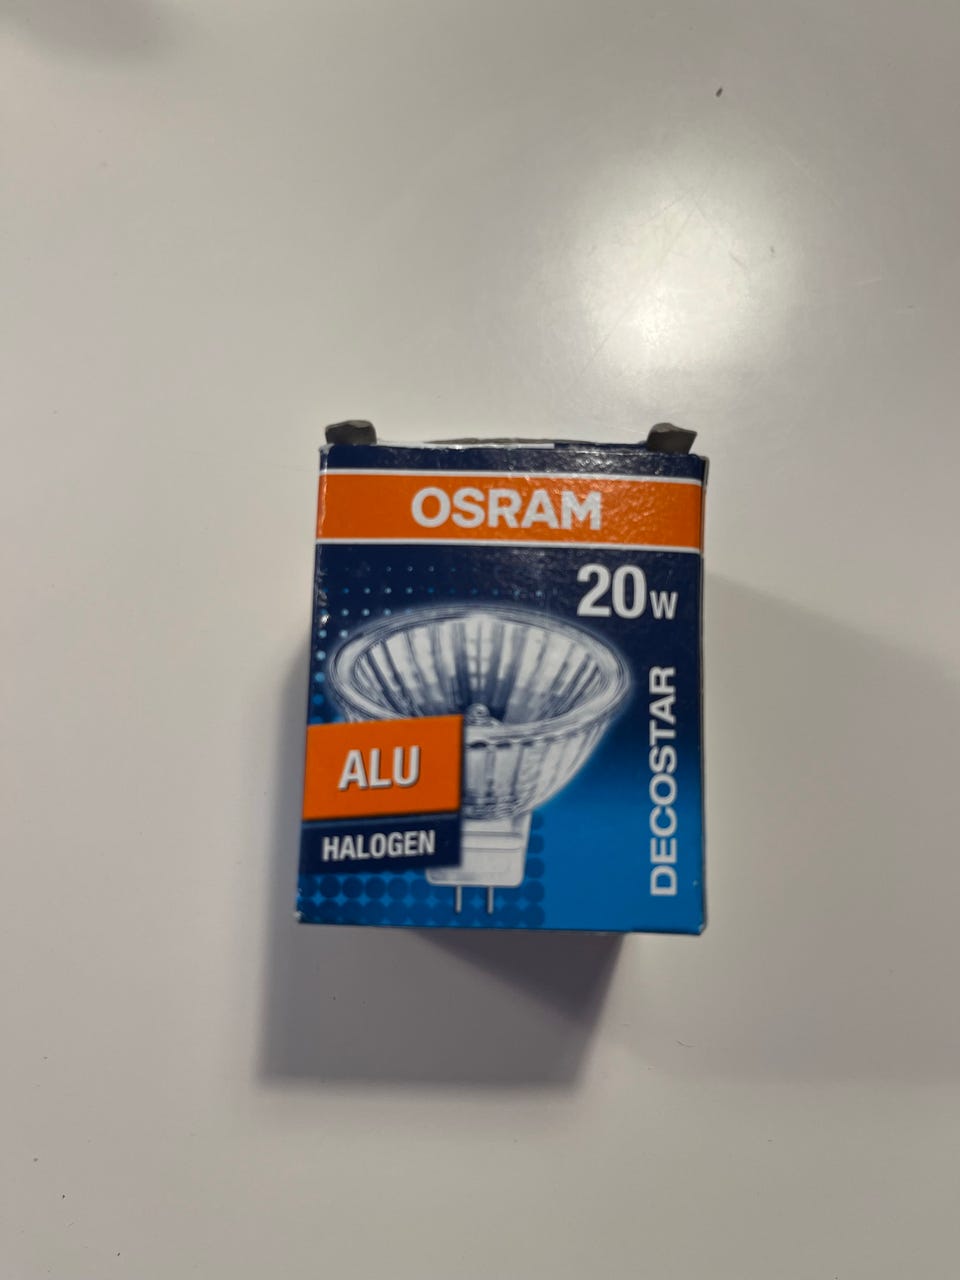 OSRAM
20W
DECOSTAR
ALU
HALOGEN